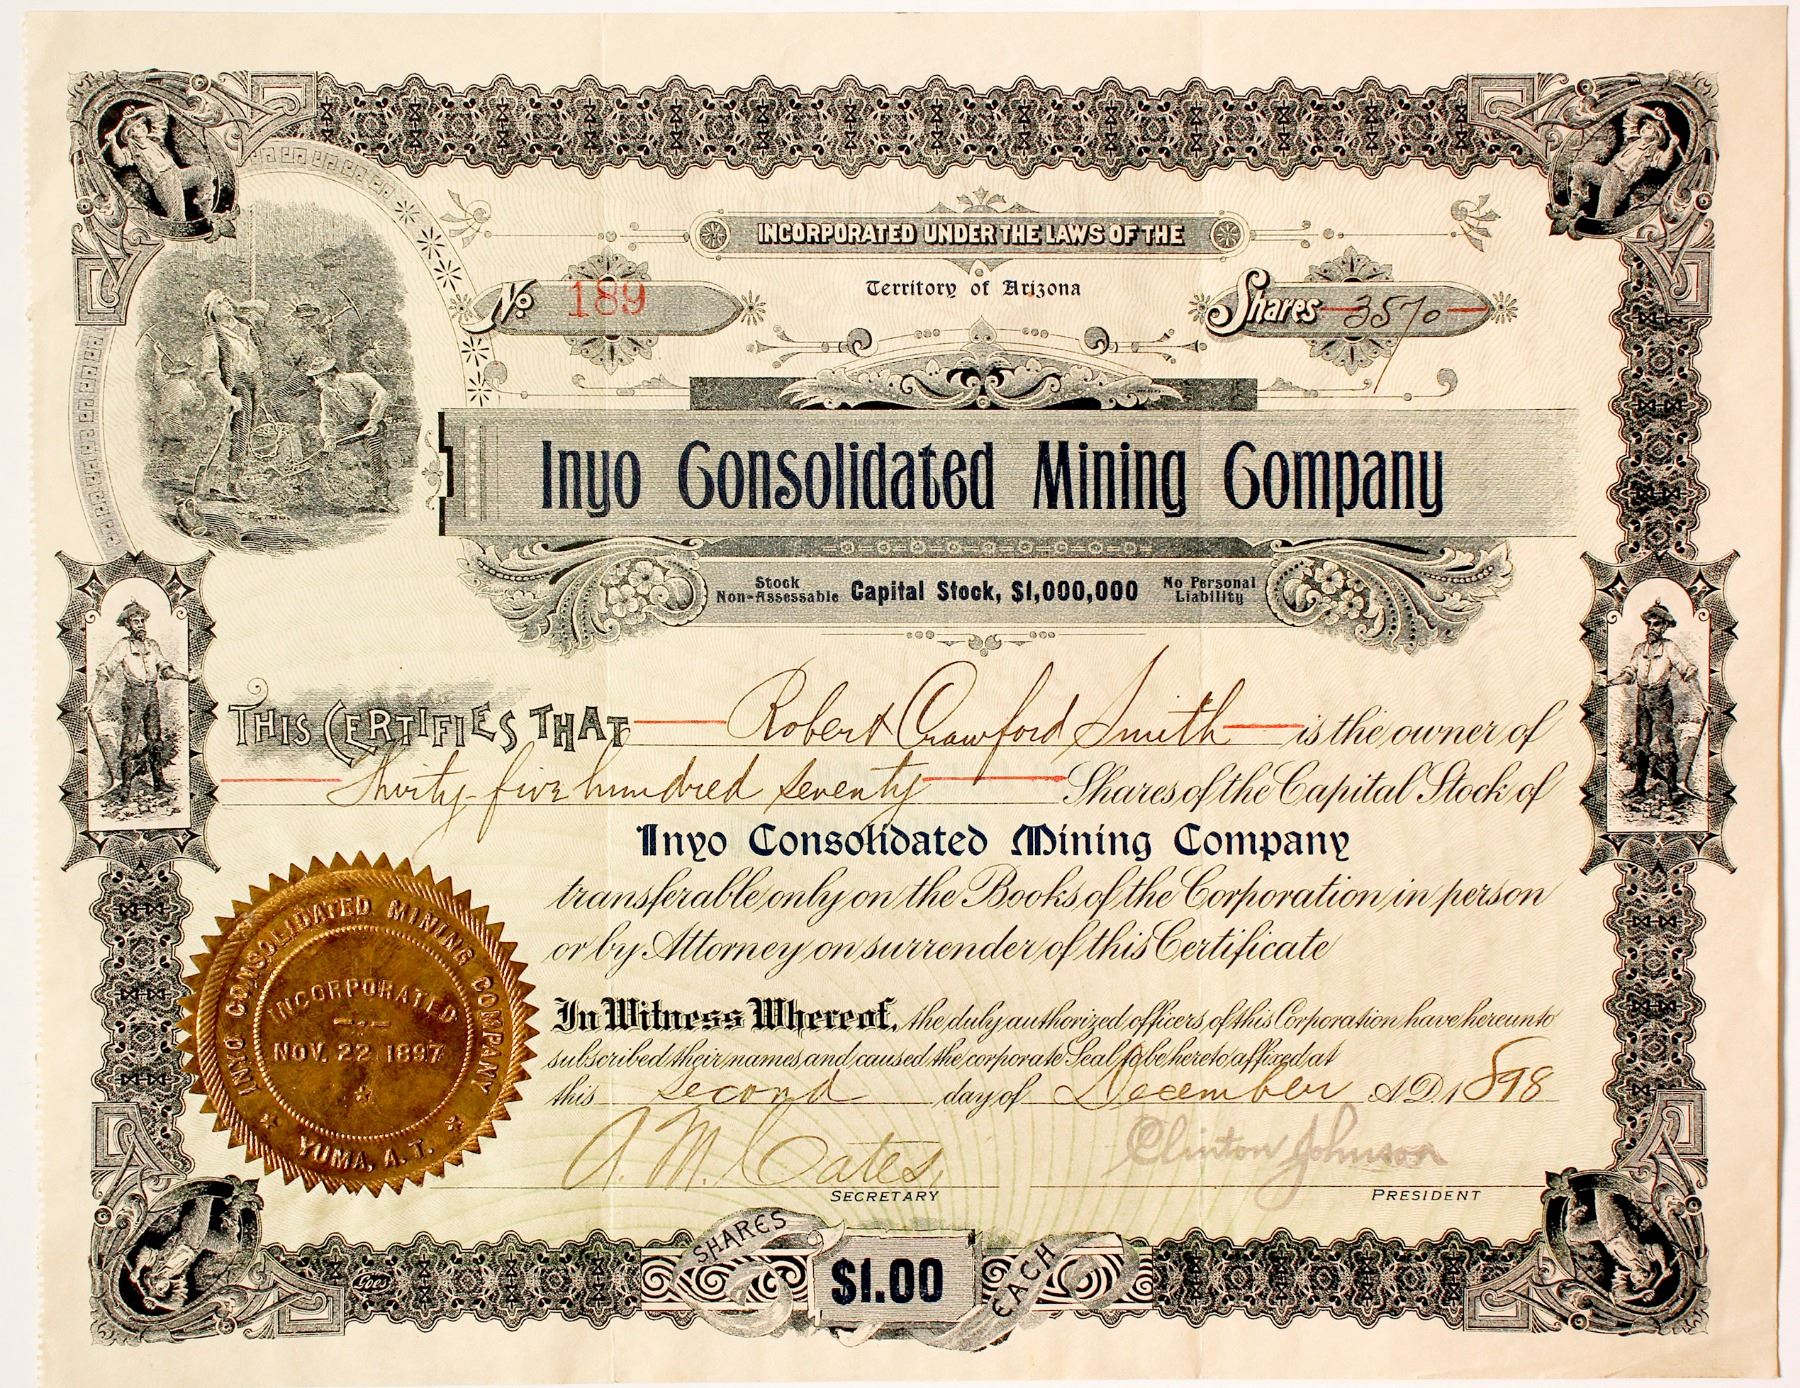 INCORPORATED UNDER THE LAWS OF THE
Territory of Arizona
No. 189
Shares 3570
Inyo Consolidated Mining Company
Stock Non-Assessable Capital Stock, $1,000,000 No Personal Liability
THIS CERTIFIES THAT Robert Crawford Smith is the owner of
Thirty-five hundred seventy Shares of the Capital Stock of
Inyo Consolidated Mining Company
transferable only on the Books of the Corporation in person
or by Attorney on surrender of this Certificate
In Witness Whereof, the duly authorized officers of this Corporation have hereunto
subscribed their names and caused the corporate Seal to be hereto affixed at
this second day of December A.D. 1898
A. M. Coates, Clinton Johnson
SECRETARY PRESIDENT
INYO CONSOLIDATED MINING COMPANY
INCORPORATED
NOV. 22 1897
YUMA, A. T.
Goes
SHARES $1.00 EACH